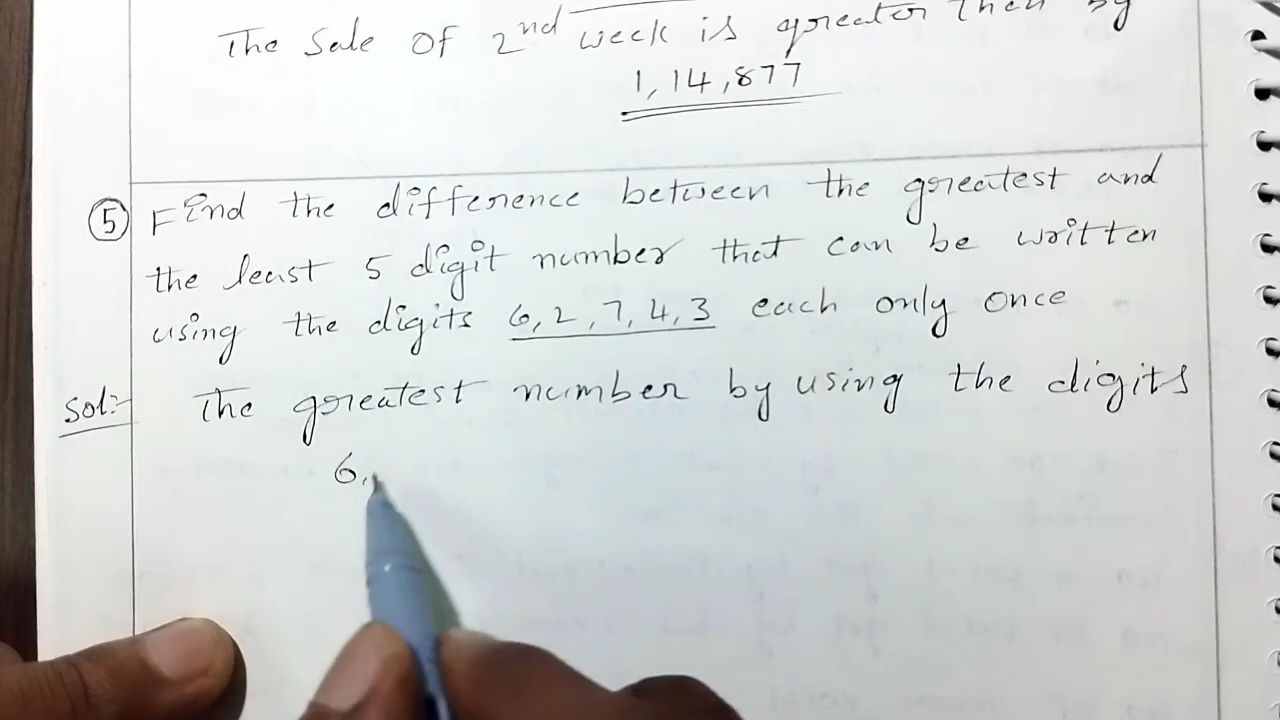 The Sale of 2nd week is greater then by
1,14,877
5 Find the difference between the greatest and
the least 5 digit number that can be written
using the digits 6,2,7,4,3 each only once
Sol:- The greatest number by using the digits
6,